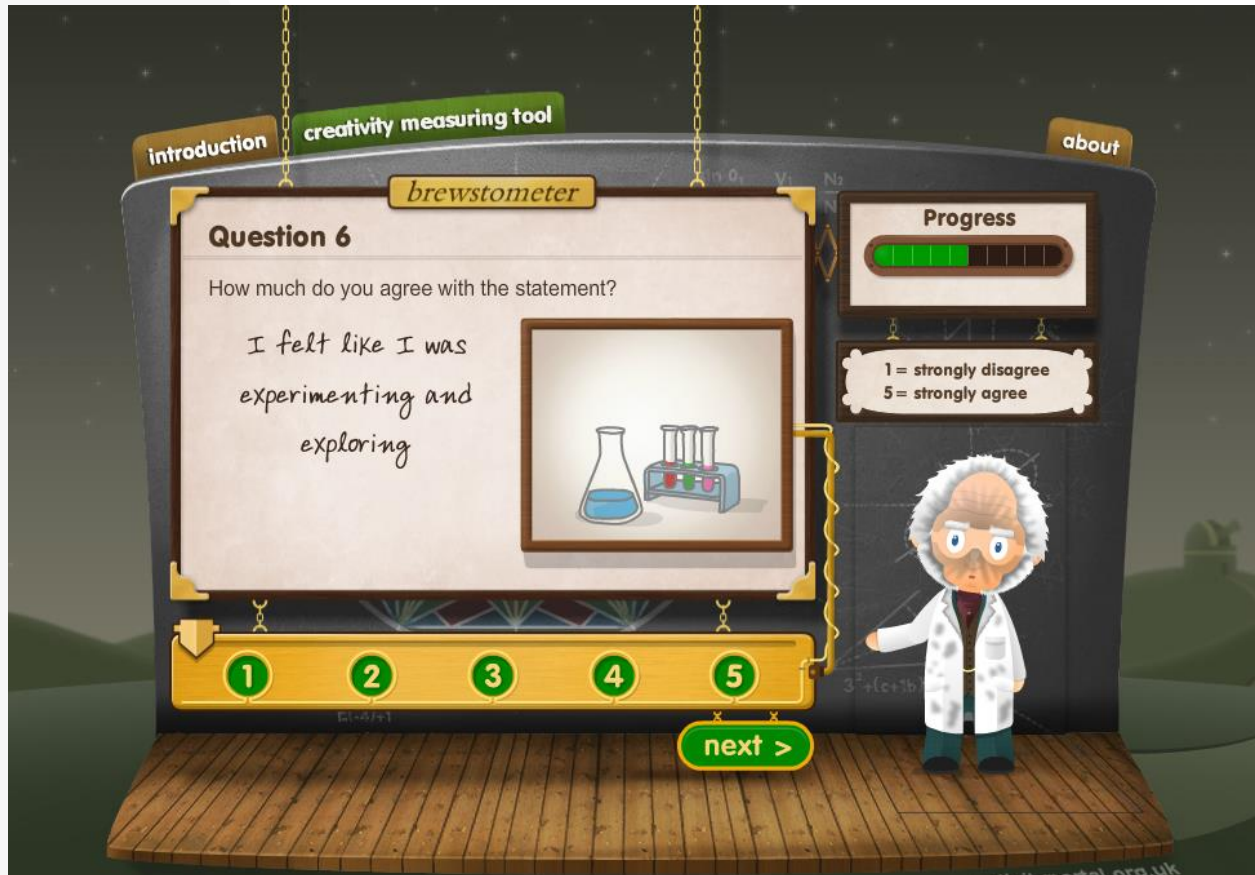 introduction
creativity measuring tool
about
brewstometer
Question 6
How much do you agree with the statement?
I felt like I was
experimenting and
exploring
Progress
1= strongly disagree
5= strongly agree
1 2 3 4 5
next >